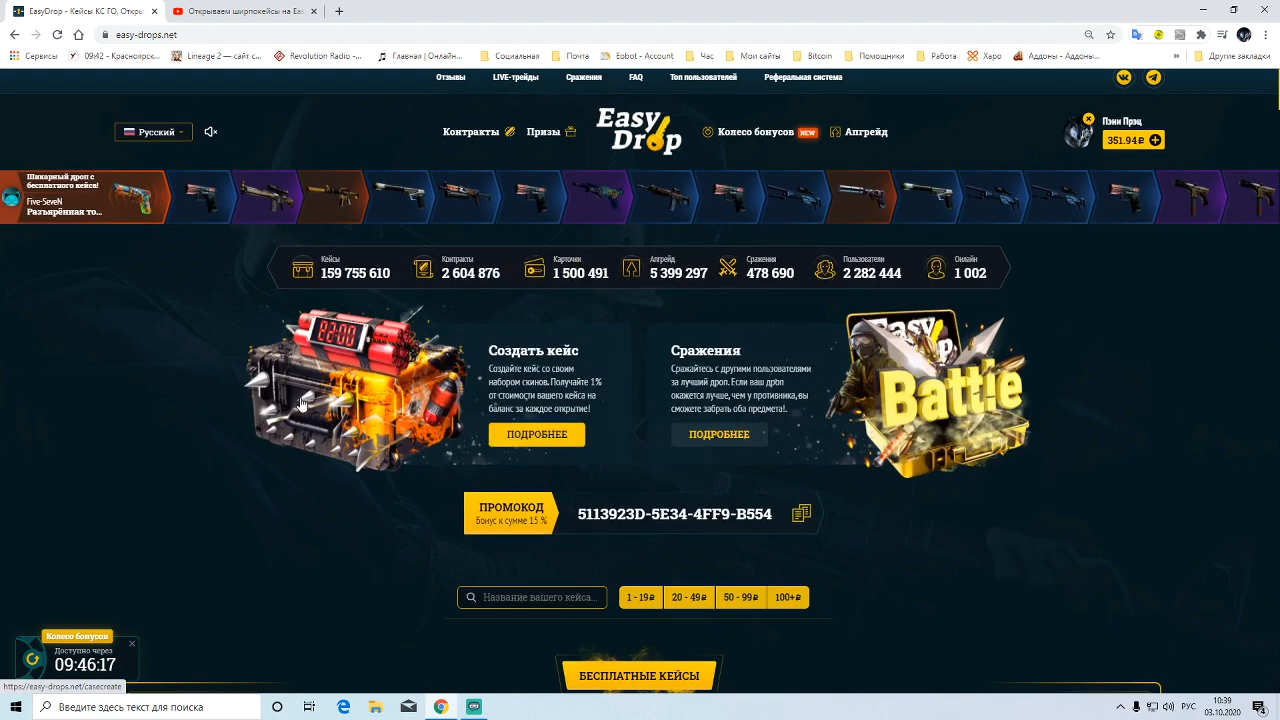 EasyDrop - Кейсы КС ГО, Откры
Открываем ширпокейсы на Eas
easy-drops.net
Сервисы
09:42 - Красноярск...
Lineage 2 — ист...
Revolution Radio -...
Главная | Онлайн...
Социальная
Почта
Eobot - Accounts
Час
Мои сайты
Bitcoin
Помощники
Работа
Харо
Аддоны - Аддоны...
»
Другие закладки
Отзывы
LIVE-трейды
Сражения
FAQ
Топ пользователей
Реферальная система
Русский
Контракты
Призы
Easy Drop
Колесо бонусов NEW
Апгрейд
Пэни Прэц
351.94₽
Шикарный дроп с
бесплатного кейса!
Five-SeveN
Разъярённая то...
Кейсы
159 755 610
Контракты
2 604 876
Карточки
1 500 491
Апгрейд
5 399 297
Сражения
478 690
Пользователи
2 282 444
Онлайн
1 002
02:00
Создать кейс
Создайте кейс со своим
набором скинов. Получайте 1%
от стоимости вашего кейса на
баланс за каждое открытие!
ПОДРОБНЕЕ
Сражения
Сражайтесь с другими пользователями
за лучший дроп. Если ваш дроп
окажется лучше, чем у противника, вы
сможете забрать оба предмета!.
ПОДРОБНЕЕ
Battle
ПРОМОКОД
Бонус к сумме 15 %
5113923D-5E34-4FF9-B554
Название вашего кейса...
1 - 19₽
20 - 49₽
50 - 99₽
100+₽
Колесо бонусов
Доступно через
09:46:17
БЕСПЛАТНЫЕ КЕЙСЫ
https://easy-drops.net/casecreate
Введите здесь текст для поиска
РУС
10:39
03.10.2020